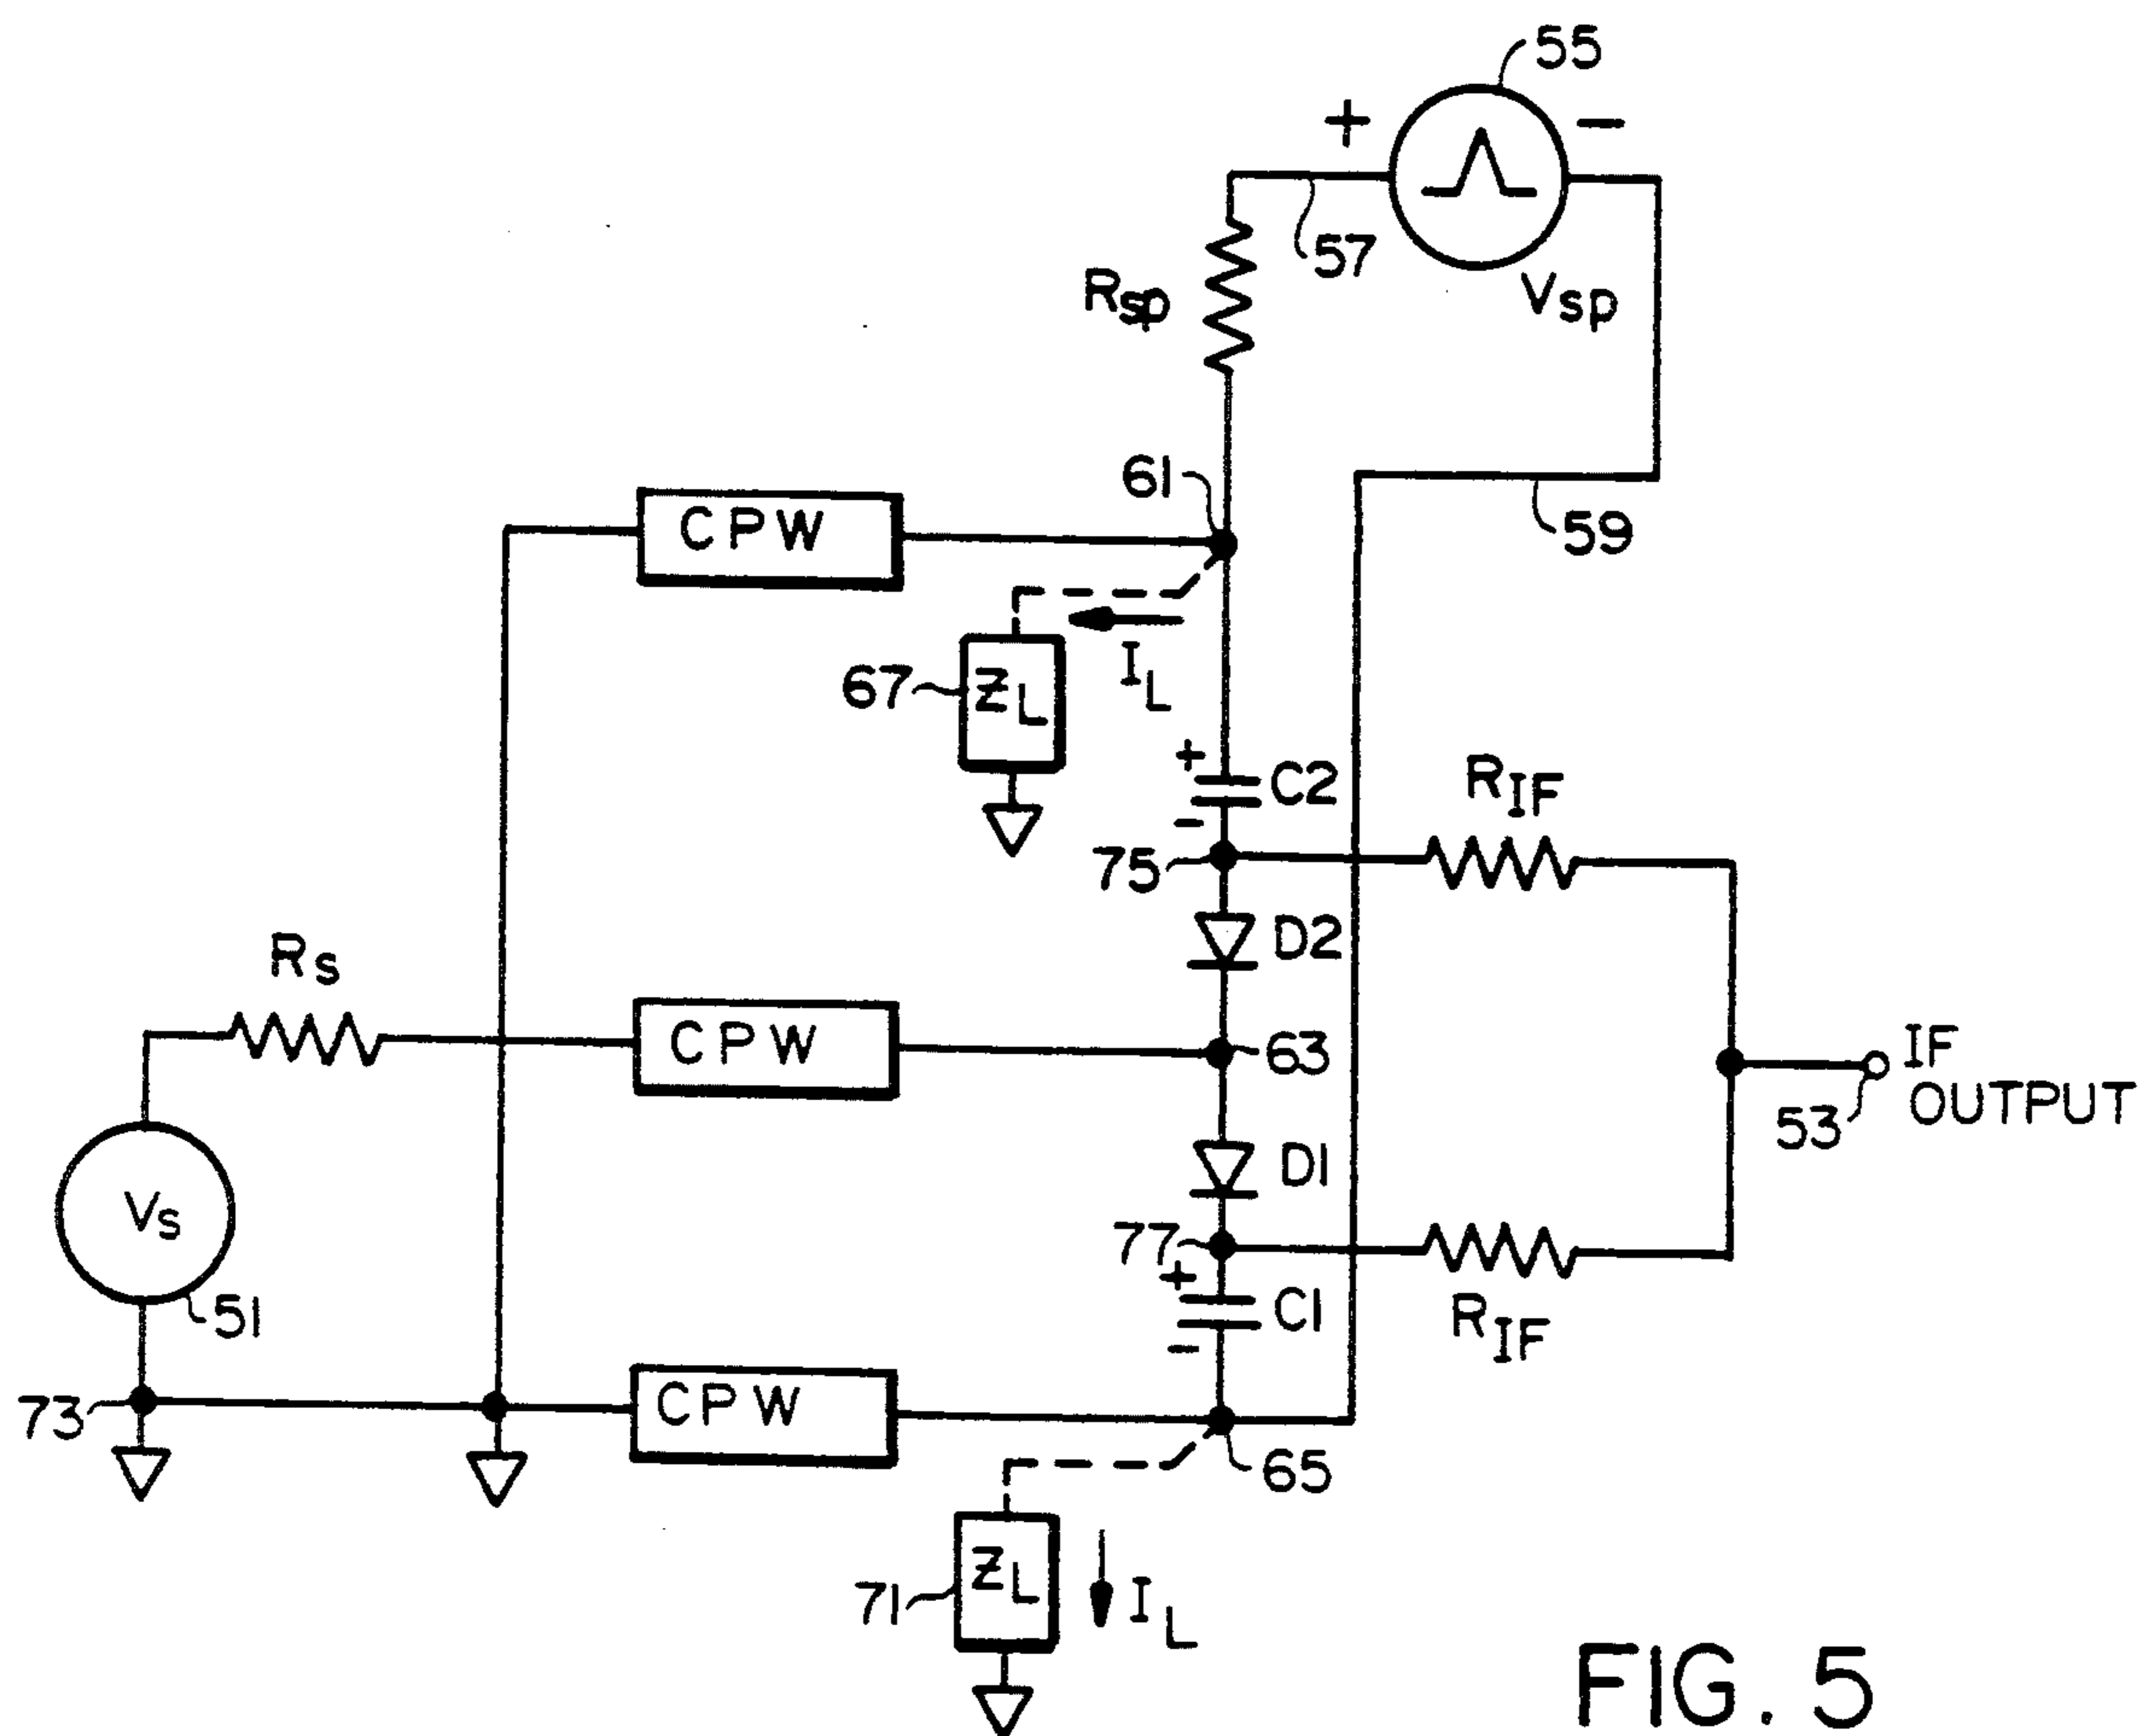 55
+ −
57
Rsp
Vsp
61
CPW
59
67
ZL
IL
+
C2
RIF
−
75
D2
Rs
CPW
63
IF
OUTPUT
53
D1
Vs
77
+
C1
51
RIF
−
CPW
73
65
ZL
71
IL
FIG. 5